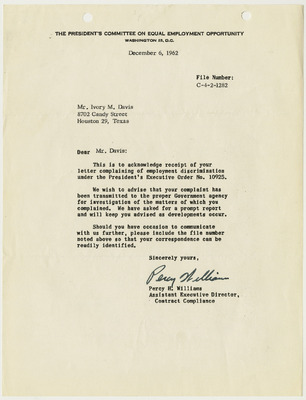 THE PRESIDENT'S COMMITTEE ON EQUAL EMPLOYMENT OPPORTUNITY
WASHINGTON 25, D.C.
December 6, 1962
File Number:
C-4-2-1282
Mr. Ivory M. Davis
8702 Candy Street
Houston 29, Texas
Dear Mr. Davis:
This is to acknowledge receipt of your
letter complaining of employment discrimination
under the President's Executive Order No. 10925.
We wish to advise that your complaint has
been transmitted to the proper Government agency
for investigation of the matters of which you
complained. We have asked for a prompt report
and will keep you advised as developments occur.
Should you have occasion to communicate
with us further, please include the file number
noted above so that your correspondence can be
readily identified.
Sincerely yours,
Percy Williams
Percy H. Williams
Assistant Executive Director,
Contract Compliance